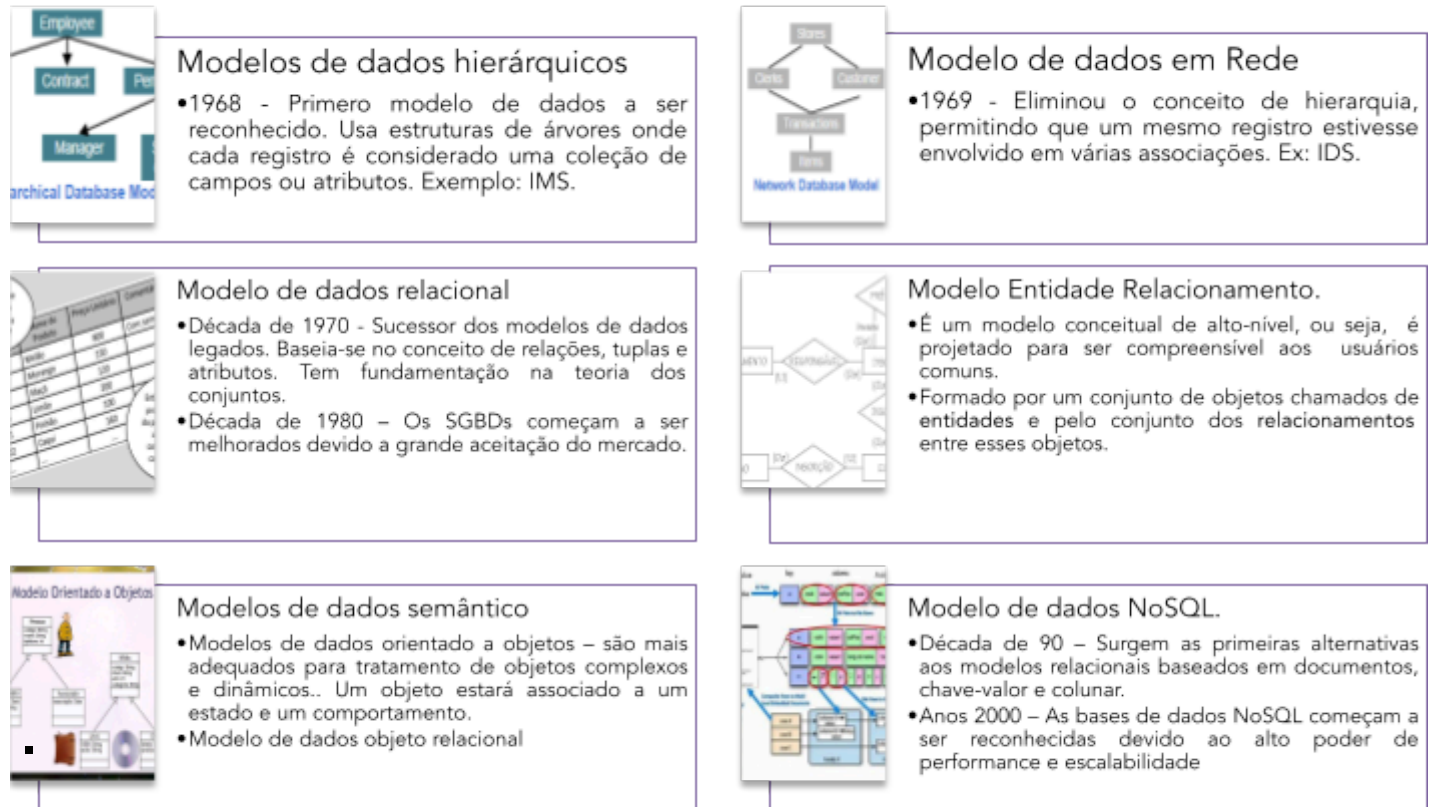 Employee
Contract
Manager
archical Database Mod
Modelos de dados hierárquicos
•1968 - Primero modelo de dados a ser
reconhecido. Usa estruturas de árvores onde
cada registro é considerado uma coleção de
campos ou atributos. Exemplo: IMS.
Stores
Clerks
Customer
Transactions
Items
Network Database Model
Modelo de dados em Rede
•1969 - Eliminou o conceito de hierarquia,
permitindo que um mesmo registro estivesse
envolvido em várias associações. Ex: IDS.
Modelo de dados relacional
•Década de 1970 - Sucessor dos modelos de dados
legados. Baseia-se no conceito de relações, tuplas e
atributos. Tem fundamentação na teoria dos
conjuntos.
•Década de 1980 – Os SGBDs começam a ser
melhorados devido a grande aceitação do mercado.
Modelo Entidade Relacionamento.
•É um modelo conceitual de alto-nível, ou seja, é
projetado para ser compreensível aos usuários
comuns.
•Formado por um conjunto de objetos chamados de
entidades e pelo conjunto dos relacionamentos
entre esses objetos.
Modelo Orientado a Objetos
Modelos de dados semântico
•Modelos de dados orientado a objetos – são mais
adequados para tratamento de objetos complexos
e dinâmicos.. Um objeto estará associado a um
estado e um comportamento.
•Modelo de dados objeto relacional
Modelo de dados NoSQL.
•Década de 90 – Surgem as primeiras alternativas
aos modelos relacionais baseados em documentos,
chave-valor e colunar.
•Anos 2000 – As bases de dados NoSQL começam a
ser reconhecidas devido ao alto poder de
performance e escalabilidade